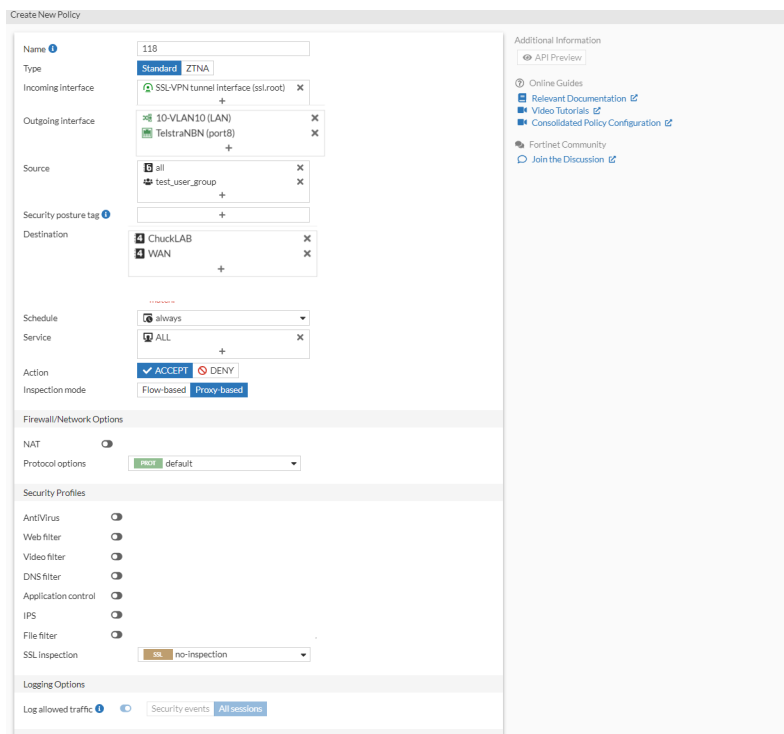 Create New Policy
Name
118
Type
Standard ZTNA
Incoming interface
SSL-VPN tunnel interface (ssl.root)
+
Outgoing interface
10-VLAN10 (LAN)
TelstraNBN (port8)
+
Source
6 all
test_user_group
+
Security posture tag
+
Destination
4 ChuckLAB
4 WAN
+
Schedule
always
Service
ALL
+
Action
ACCEPT DENY
Inspection mode
Flow-based Proxy-based
Firewall/Network Options
NAT
Protocol options
PROT default
Security Profiles
AntiVirus
Web filter
Video filter
DNS filter
Application control
IPS
File filter
SSL inspection
SSL no-inspection
Logging Options
Log allowed traffic
Security events All sessions
Additional Information
API Preview
Online Guides
Relevant Documentation
Video Tutorials
Consolidated Policy Configuration
Fortinet Community
Join the Discussion